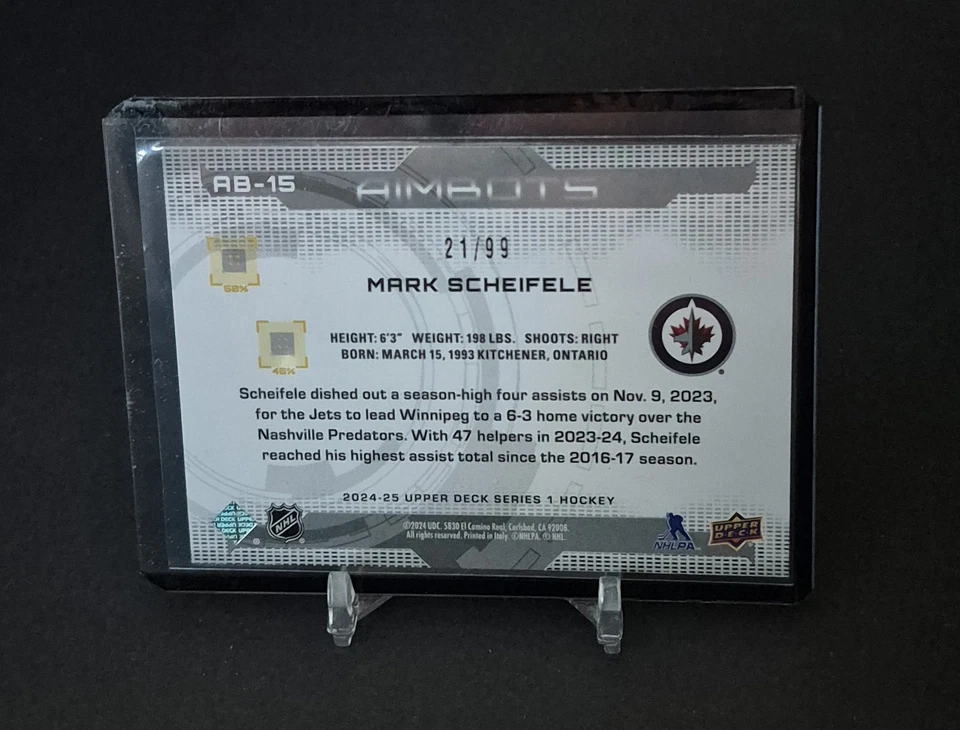 AB-15
AIMBOTS
21/99
MARK SCHEIFELE
HEIGHT: 6'3" WEIGHT: 198 LBS. SHOOTS: RIGHT
BORN: MARCH 15, 1993 KITCHENER, ONTARIO
Scheifele dished out a season-high four assists on Nov. 9, 2023,
for the Jets to lead Winnipeg to a 6-3 home victory over the
Nashville Predators. With 47 helpers in 2023-24, Scheifele
reached his highest assist total since the 2016-17 season.
2024-25 UPPER DECK SERIES 1 HOCKEY
©2024 UDC. 5830 El Camino Real, Carlsbad, CA 92008.
All rights reserved. Printed in Italy. ©NHLPA. © NHL.
NHL
NHLPA
UPPER
DECK